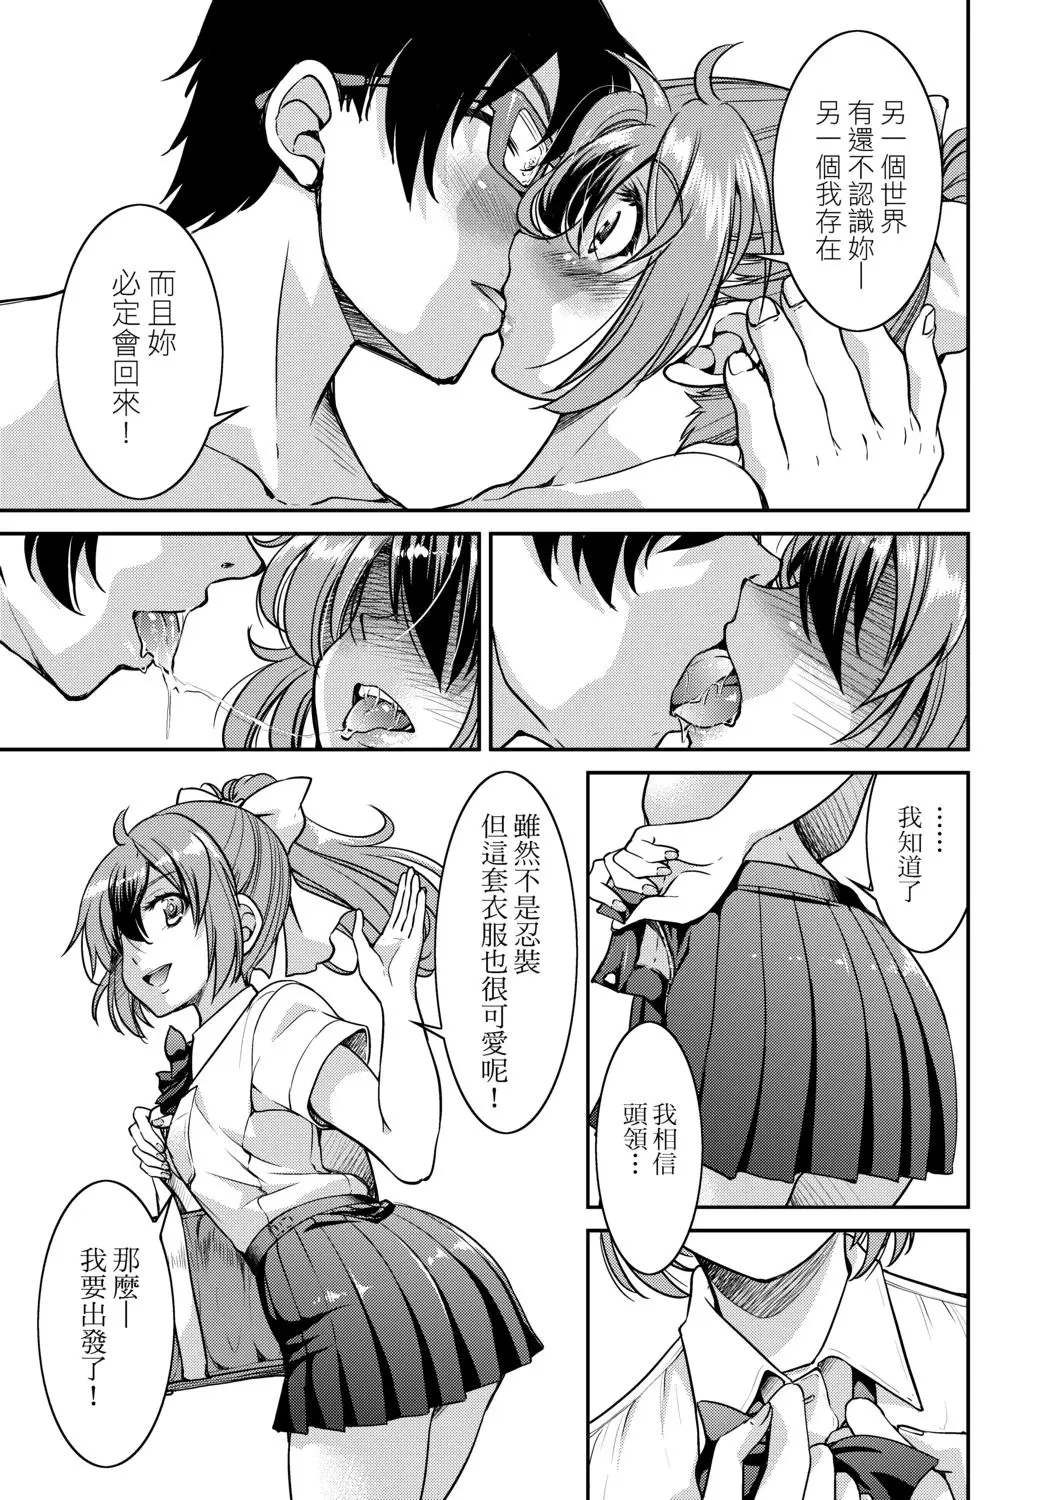 另一個世界
有還不認識妳—
另一個我存在
而且妳
必定會回來！
……
我知道了
我相信
頭領…
雖然不是忍裝
但這套衣服也很可愛呢！
那麼—
我要出發了！